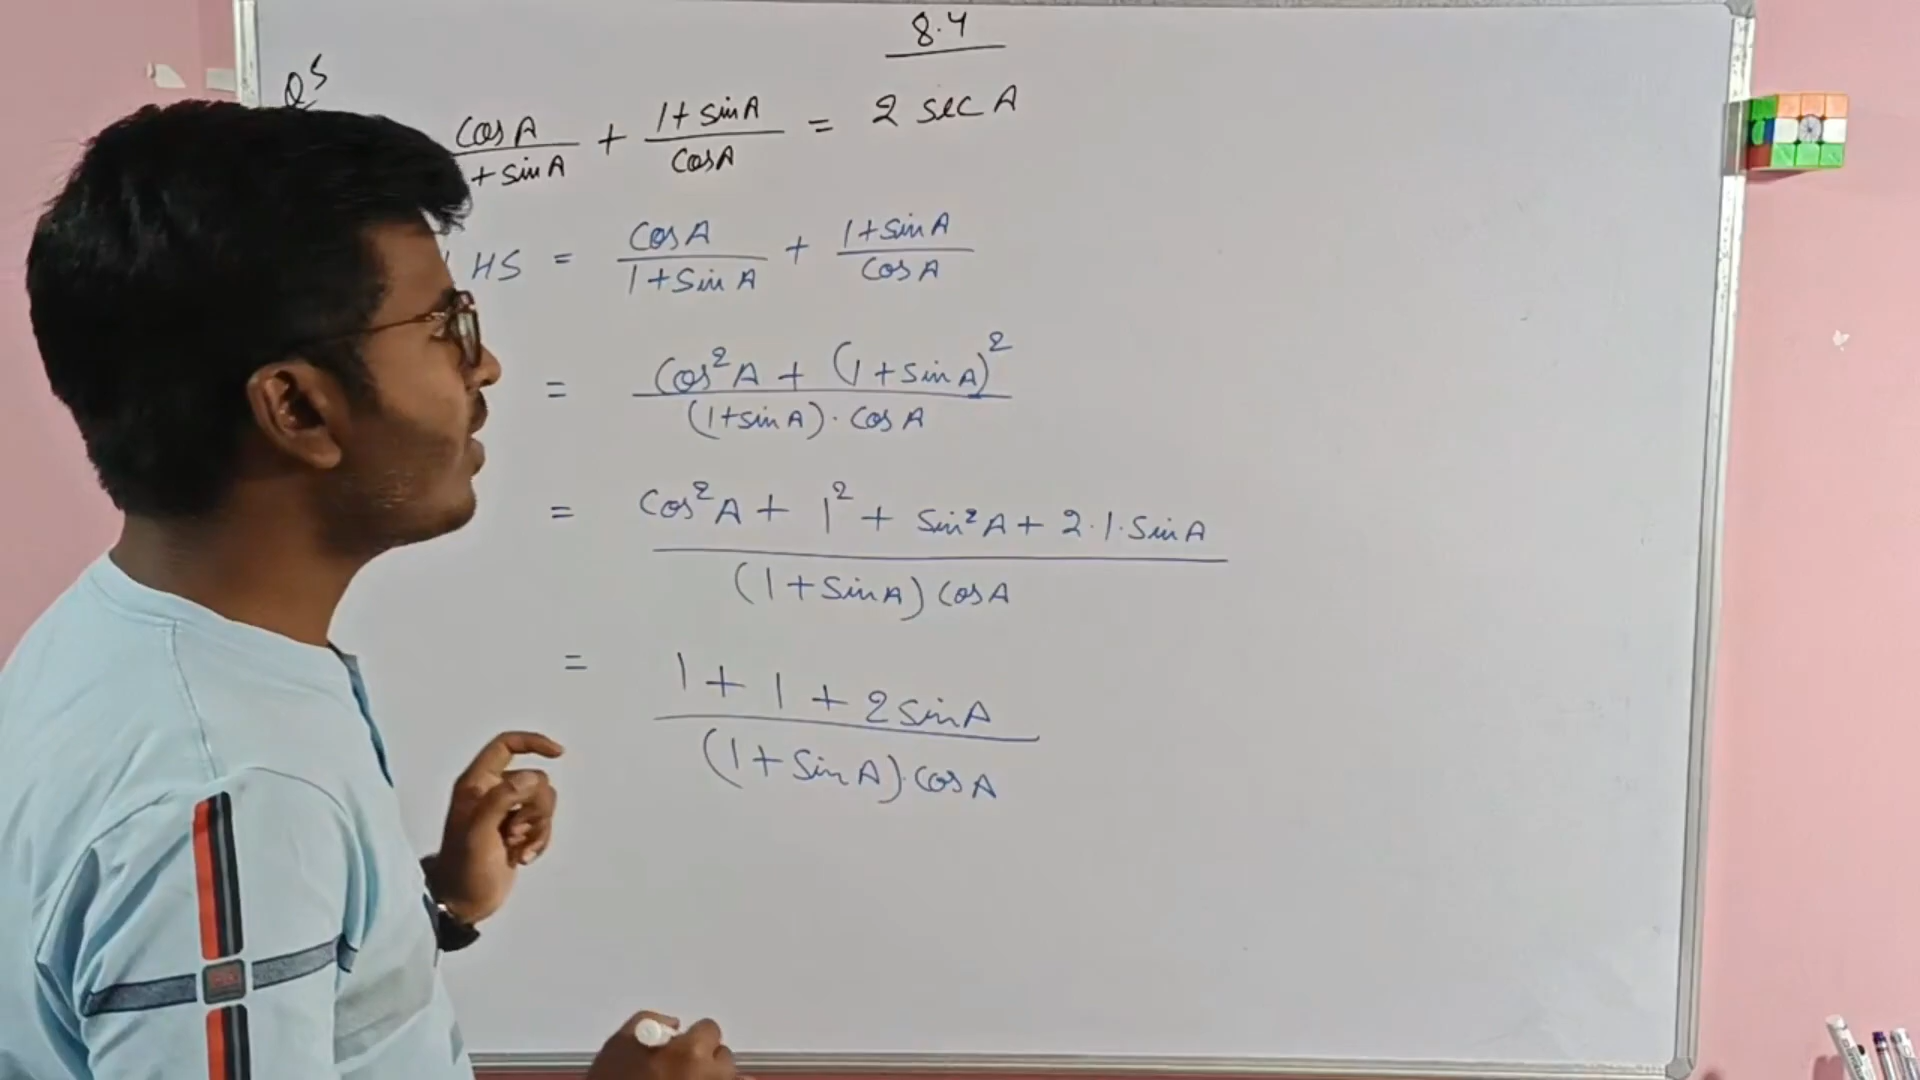 8.4
Q5
cos A / + sin A + 1 + sin A / cos A = 2 sec A
HS = cos A / 1 + sin A + 1 + sin A / cos A
= cos²A + (1 + sin A)² / (1 + sin A) · cos A
= cos²A + 1² + sin²A + 2 · 1 · sin A / (1 + sin A) cos A
= 1 + 1 + 2 sin A / (1 + sin A) · cos A